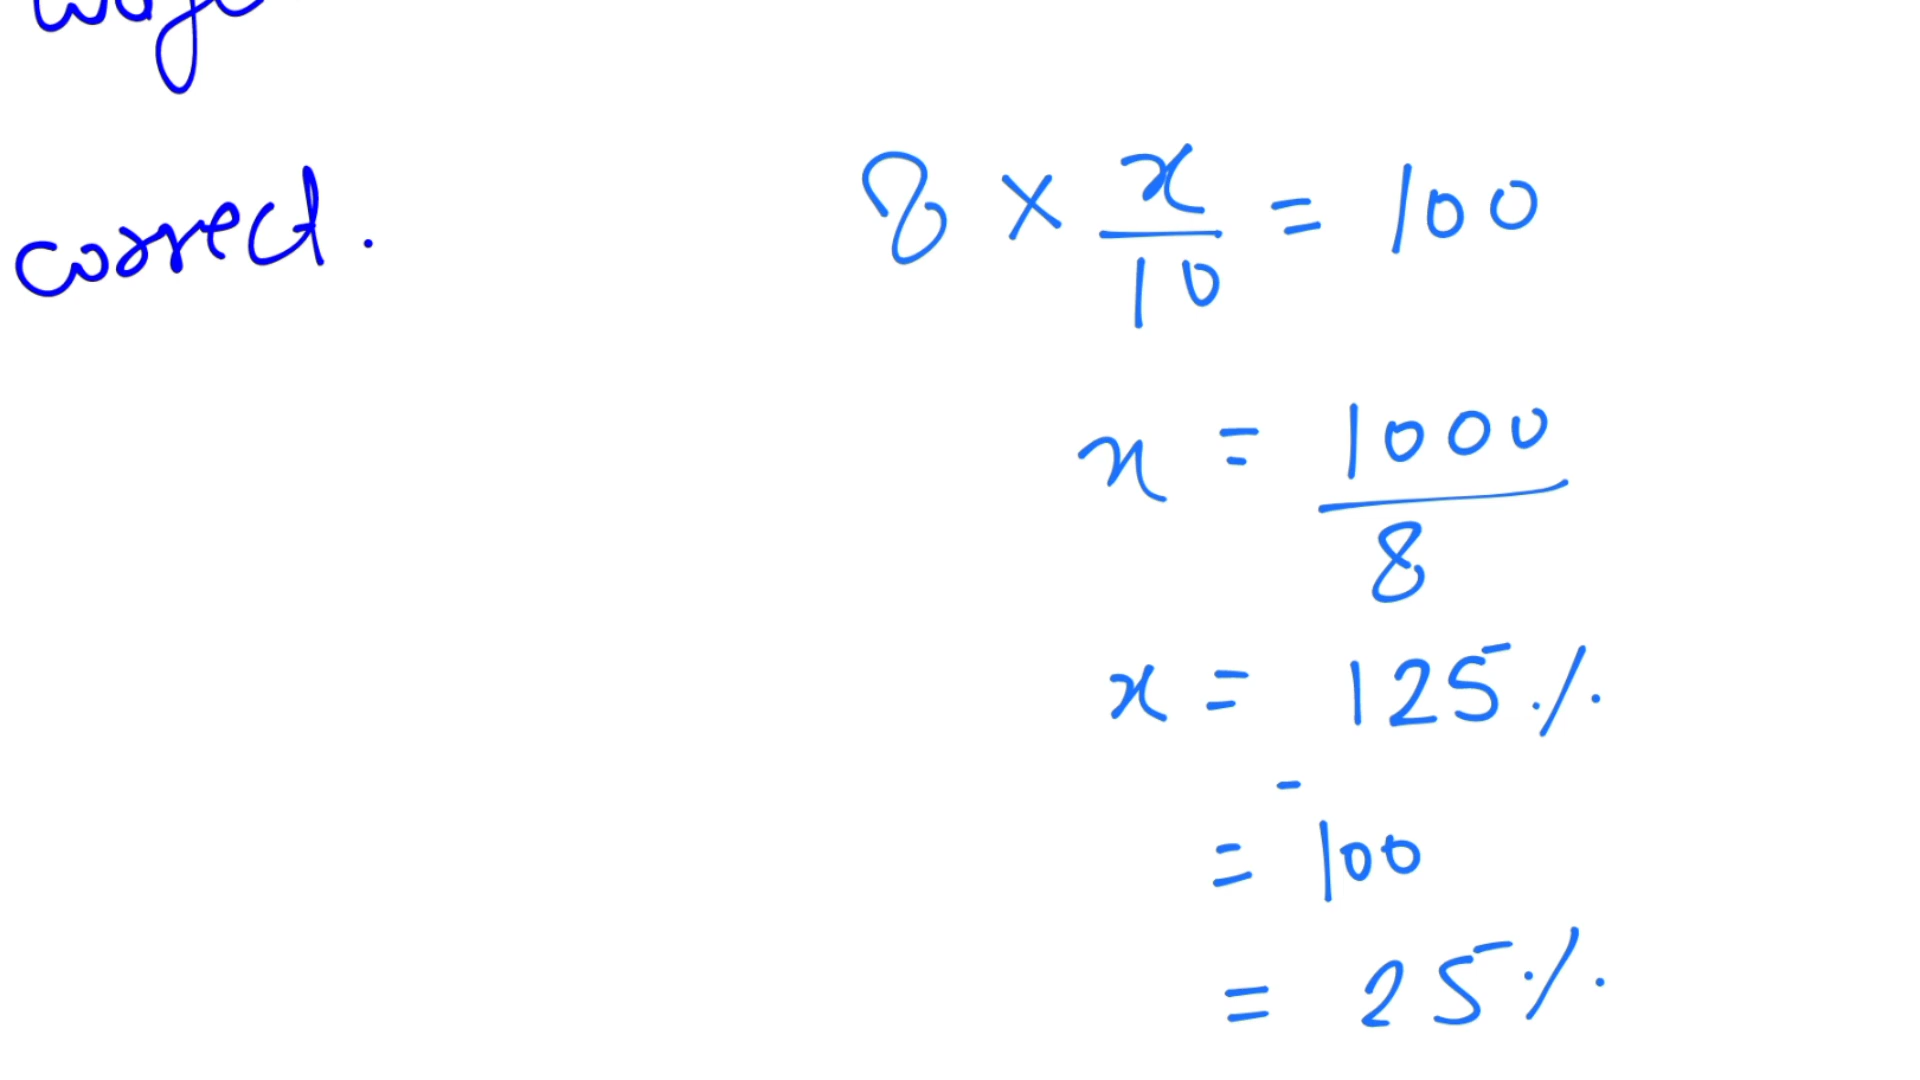 correct.
8 × x/10 = 100
x = 1000/8
x = 125%
-
= 100
= 25%